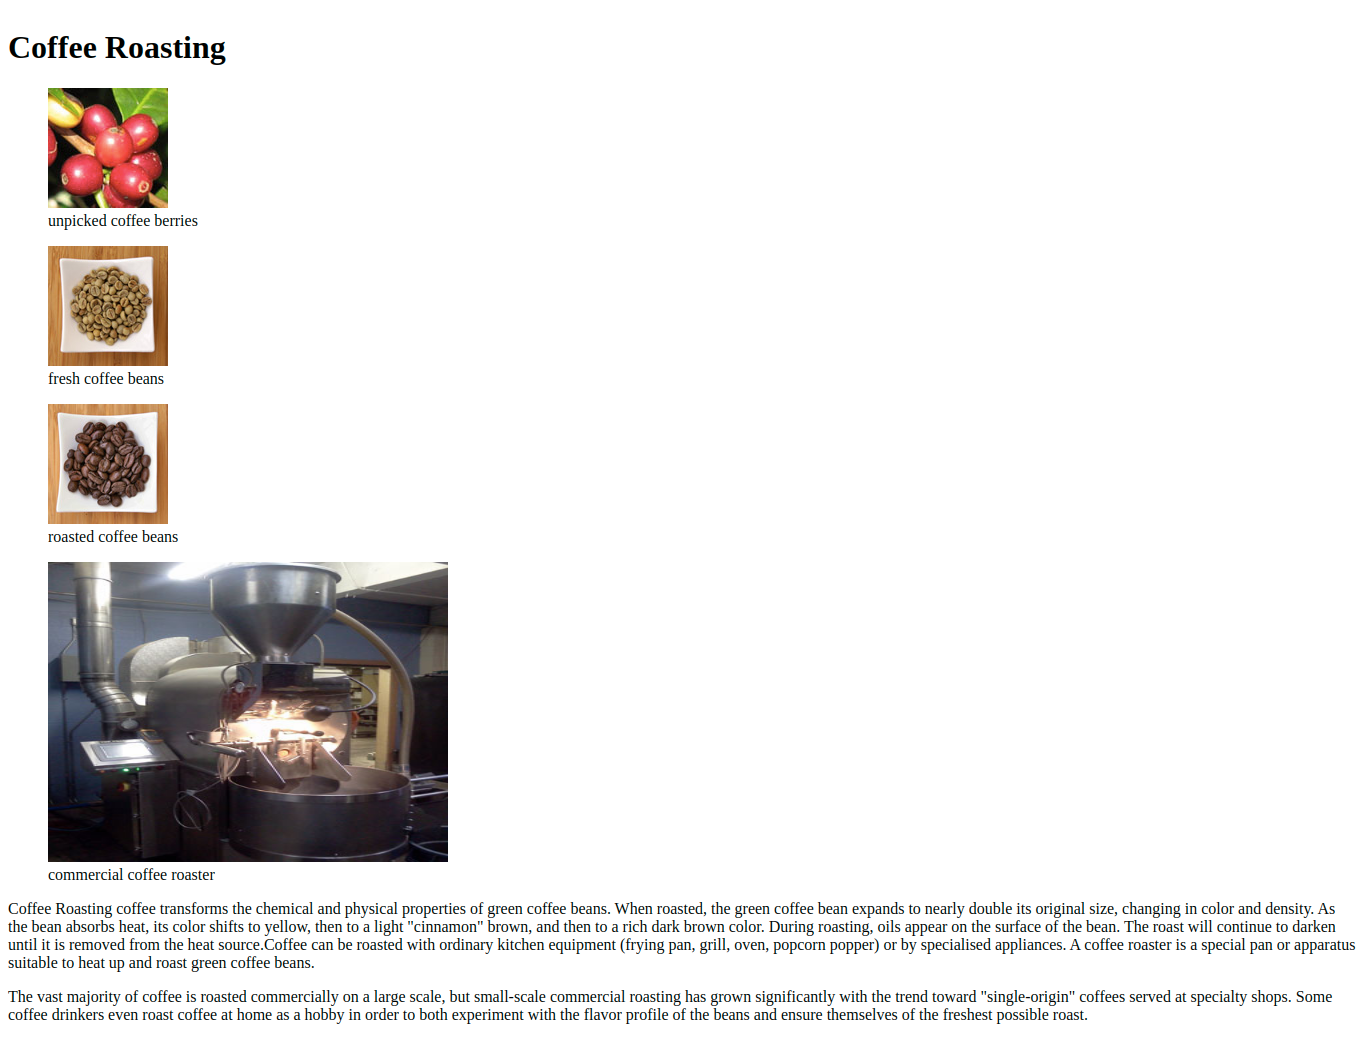 Coffee Roasting
unpicked coffee berries
fresh coffee beans
roasted coffee beans
commercial coffee roaster
Coffee Roasting coffee transforms the chemical and physical properties of green coffee beans. When roasted, the green coffee bean expands to nearly double its original size, changing in color and density. As
the bean absorbs heat, its color shifts to yellow, then to a light "cinnamon" brown, and then to a rich dark brown color. During roasting, oils appear on the surface of the bean. The roast will continue to darken
until it is removed from the heat source.Coffee can be roasted with ordinary kitchen equipment (frying pan, grill, oven, popcorn popper) or by specialised appliances. A coffee roaster is a special pan or apparatus
suitable to heat up and roast green coffee beans.
The vast majority of coffee is roasted commercially on a large scale, but small-scale commercial roasting has grown significantly with the trend toward "single-origin" coffees served at specialty shops. Some
coffee drinkers even roast coffee at home as a hobby in order to both experiment with the flavor profile of the beans and ensure themselves of the freshest possible roast.